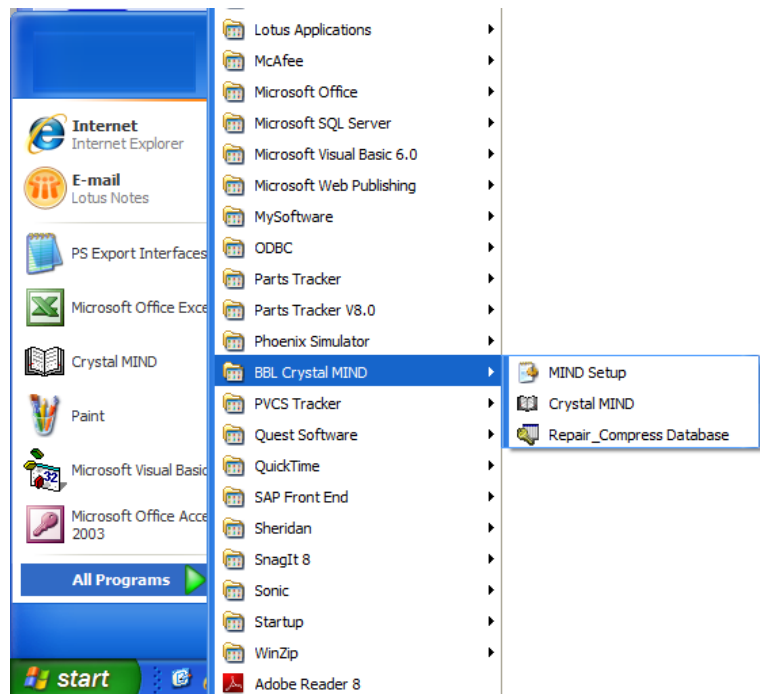 Internet
Internet Explorer
E-mail
Lotus Notes
PS Export Interfaces
Microsoft Office Exce
Crystal MIND
Paint
Microsoft Visual Basic
Microsoft Office Acce
2003
All Programs
start
Lotus Applications
McAfee
Microsoft Office
Microsoft SQL Server
Microsoft Visual Basic 6.0
Microsoft Web Publishing
MySoftware
ODBC
Parts Tracker
Parts Tracker V8.0
Phoenix Simulator
BBL Crystal MIND
PVCS Tracker
Quest Software
QuickTime
SAP Front End
Sheridan
SnagIt 8
Sonic
Startup
WinZip
Adobe Reader 8
MIND Setup
Crystal MIND
Repair_Compress Database